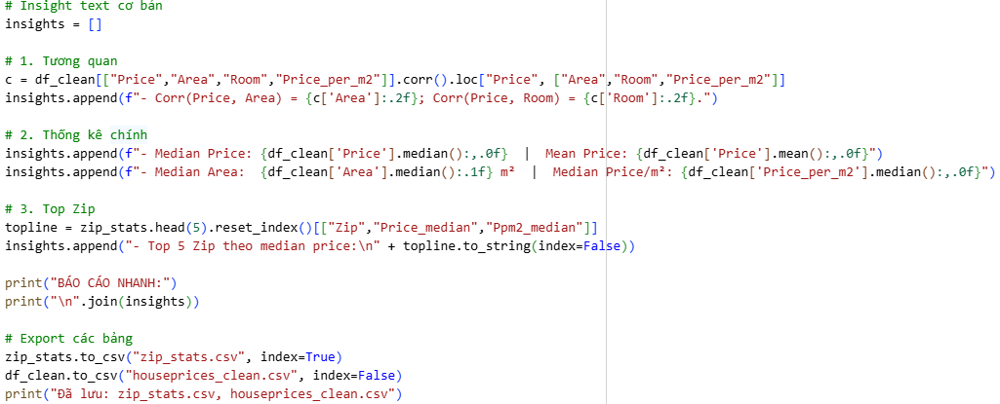 # Insight text cơ bản
insights = []
# 1. Tương quan
c = df_clean[["Price","Area","Room","Price_per_m2"]].corr().loc["Price", ["Area","Room","Price_per_m2"]]
insights.append(f"- Corr(Price, Area) = {c['Area']:.2f}; Corr(Price, Room) = {c['Room']:.2f}.")
# 2. Thống kê chính
insights.append(f"- Median Price: {df_clean['Price'].median():,.0f}  |  Mean Price: {df_clean['Price'].mean():,.0f}")
insights.append(f"- Median Area:  {df_clean['Area'].median():.1f} m²  |  Median Price/m²: {df_clean['Price_per_m2'].median():,.0f}")
# 3. Top Zip
topline = zip_stats.head(5).reset_index()[["Zip","Price_median","Ppm2_median"]]
insights.append("- Top 5 Zip theo median price:\n" + topline.to_string(index=False))
print("BÁO CÁO NHANH:")
print("\n".join(insights))
# Export các bảng
zip_stats.to_csv("zip_stats.csv", index=True)
df_clean.to_csv("houseprices_clean.csv", index=False)
print("Đã lưu: zip_stats.csv, houseprices_clean.csv")